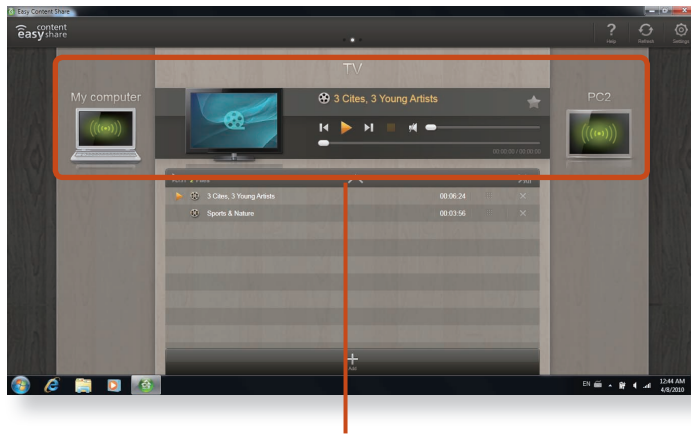 Easy Content Share
content
easy share
Help
Refresh
Settings
TV
My computer
3 Cites, 3 Young Artists
PC2
00:00:00 / 00:00:00
3 Cites, 3 Young Artists 00:06:24
Sports & Nature 00:03:56
Add
EN
12:44 AM
4/8/2010